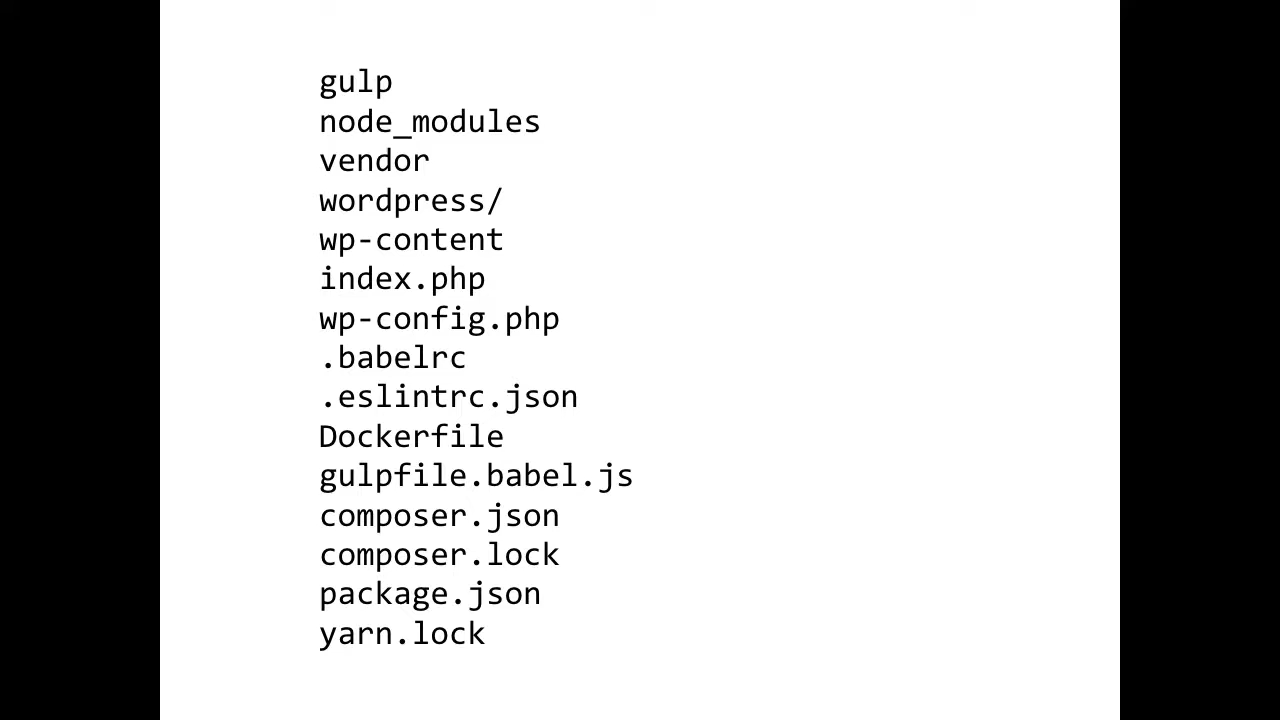 gulp
node_modules
vendor
wordpress/
wp-content
index.php
wp-config.php
.babelrc
.eslintrc.json
Dockerfile
gulpfile.babel.js
composer.json
composer.lock
package.json
yarn.lock